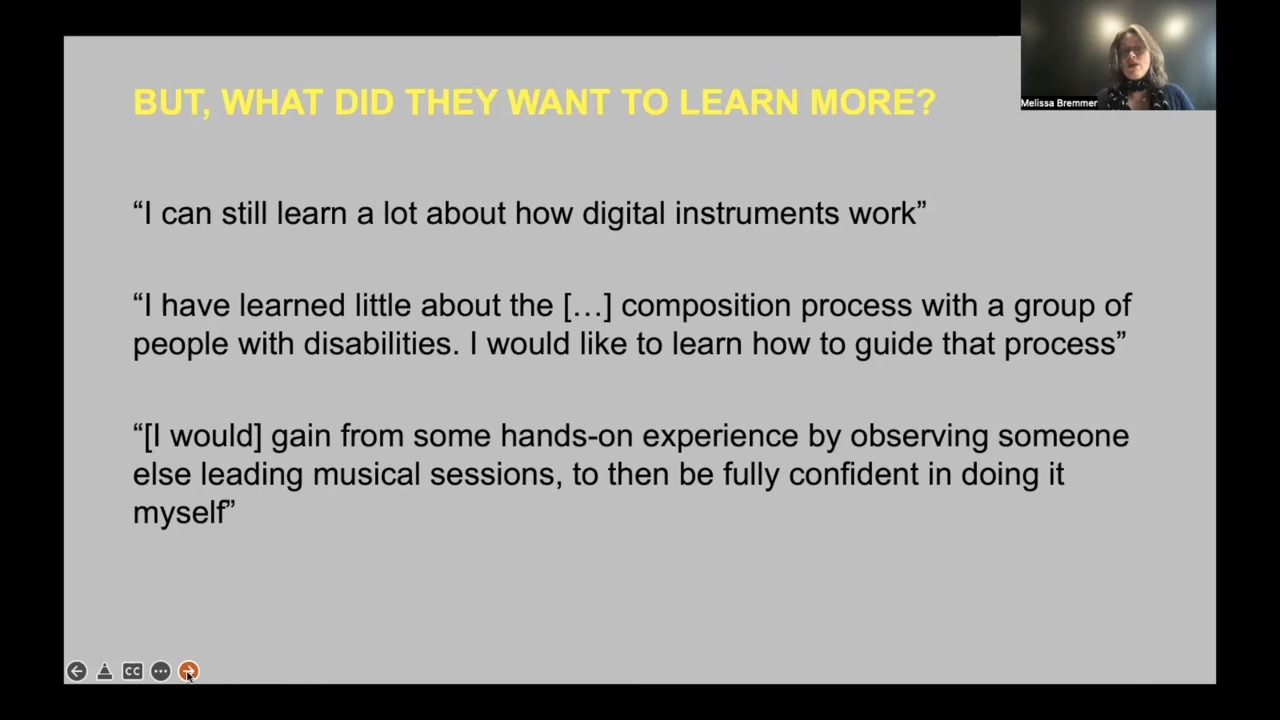 BUT, WHAT DID THEY WANT TO LEARN MORE?
Melissa Bremmer
“I can still learn a lot about how digital instruments work”
“I have learned little about the […] composition process with a group of
people with disabilities. I would like to learn how to guide that process”
“[I would] gain from some hands-on experience by observing someone
else leading musical sessions, to then be fully confident in doing it
myself”
CC